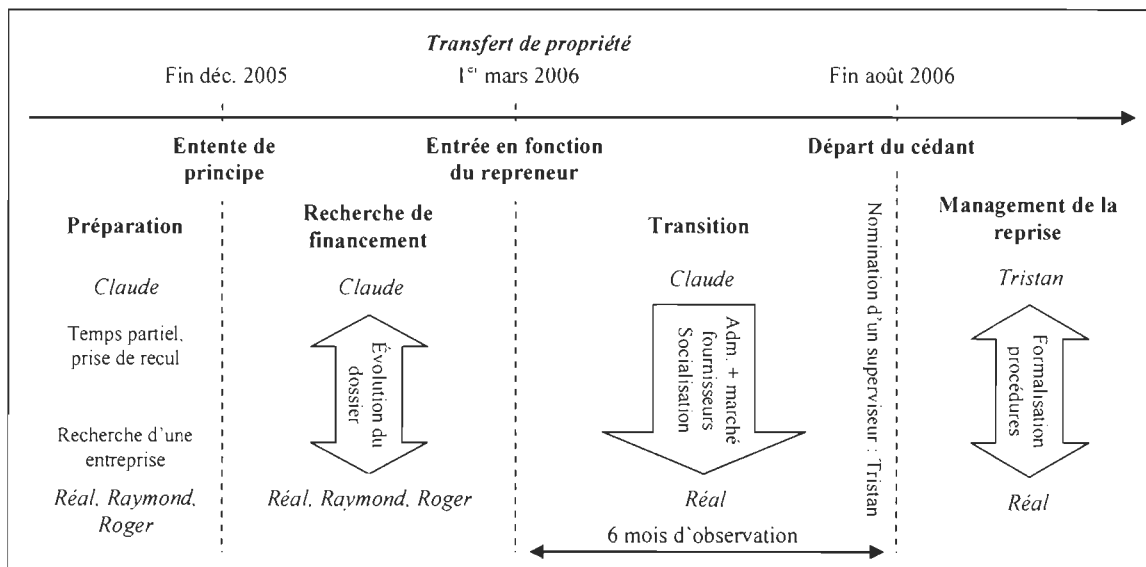 Transfert de propriété
Fin déc. 2005
1er mars 2006
Fin août 2006
Entente de
principe
Entrée en fonction
du repreneur
Départ du cédant
Préparation
Claude
Temps partiel,
prise de recul
Recherche d'une
entreprise
Réal, Raymond,
Roger
Recherche de
financement
Claude
Évolution du
dossier
Réal, Raymond, Roger
Transition
Claude
Adm. + marché
fournisseurs
Socialisation
Réal
6 mois d'observation
Nomination d'un superviseur : Tristan
Management de la
reprise
Tristan
Formalisation
procédures
Réal